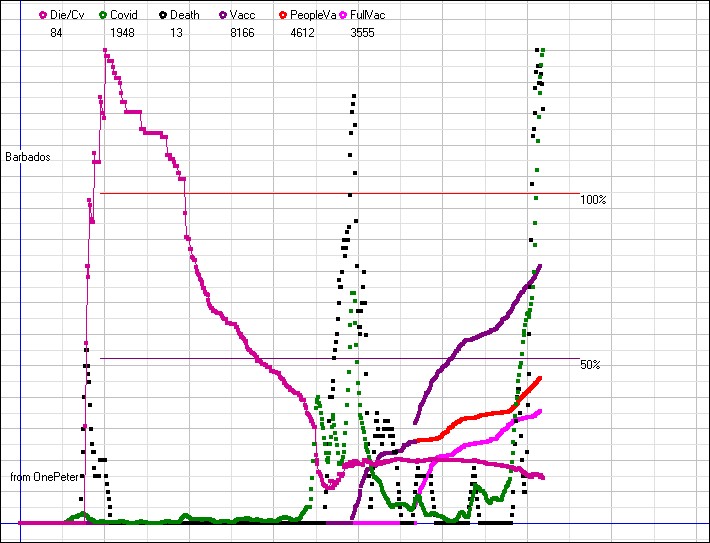 Die/Cv Covid Death Vacc PeopleVa FullVac
84 1948 13 8166 4612 3555
Barbados
100%
50%
from OnePeter